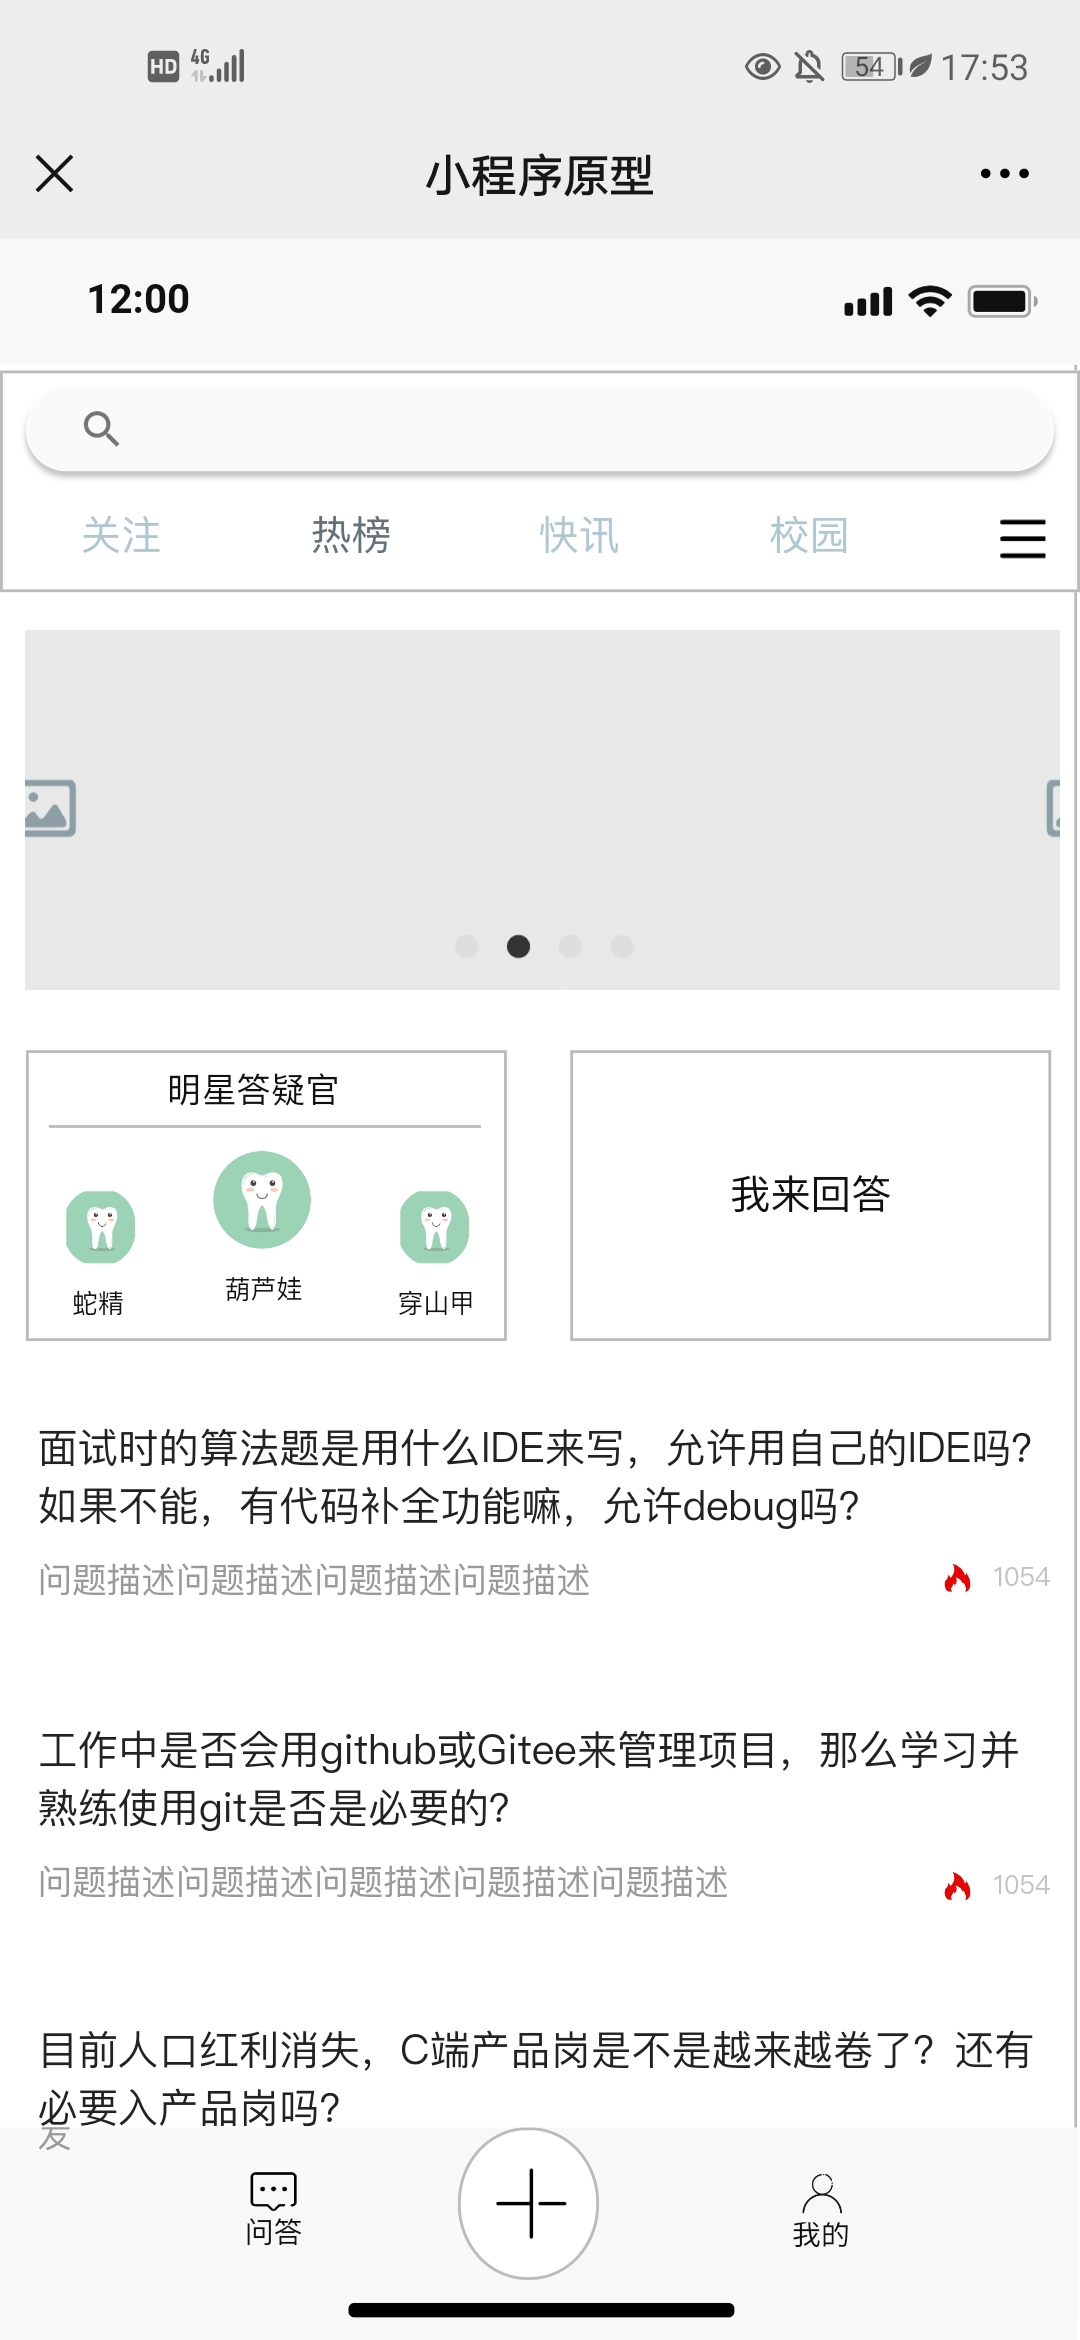 HD 4G 54 17:53
小程序原型
12:00
关注 热榜 快讯 校园
明星答疑官
蛇精 葫芦娃 穿山甲
我来回答
面试时的算法题是用什么IDE来写，允许用自己的IDE吗?
如果不能，有代码补全功能嘛，允许debug吗?
问题描述问题描述问题描述问题描述 1054
工作中是否会用github或Gitee来管理项目，那么学习并
熟练使用git是否是必要的?
问题描述问题描述问题描述问题描述问题描述 1054
目前人口红利消失，C端产品岗是不是越来越卷了? 还有
必要入产品岗吗?
问答 我的